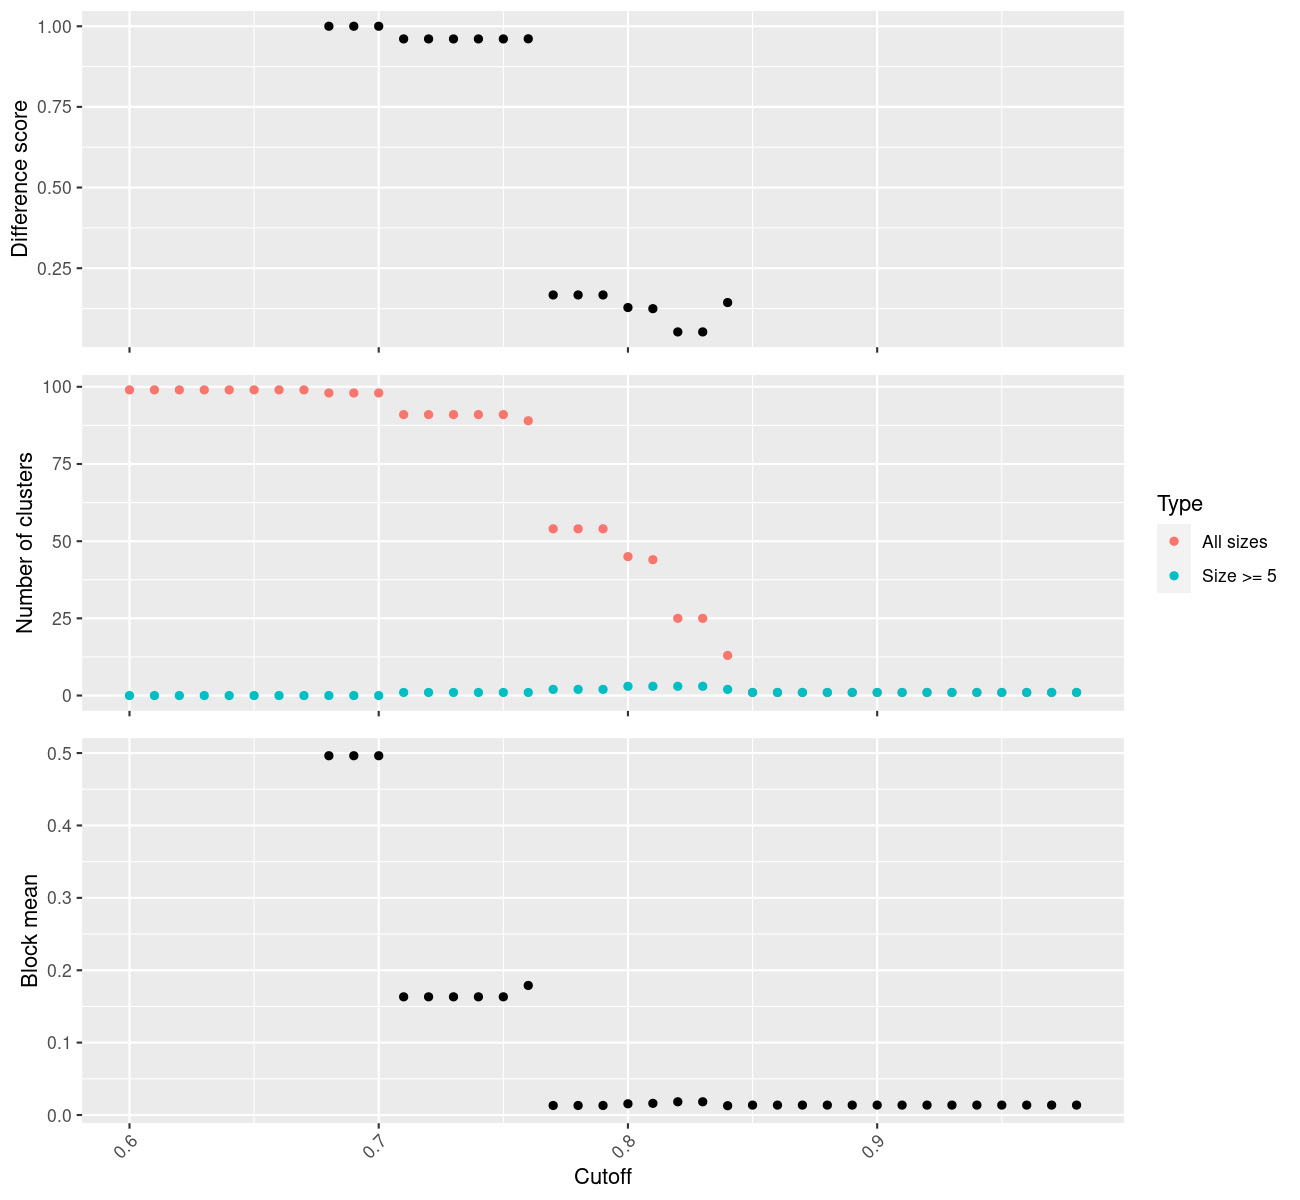 Difference score
1.00
0.75
0.50
0.25
Number of clusters
100
75
50
25
0
Type
All sizes
Size >= 5
Block mean
0.5
0.4
0.3
0.2
0.1
0.0
0.6 0.7 0.8 0.9
Cutoff